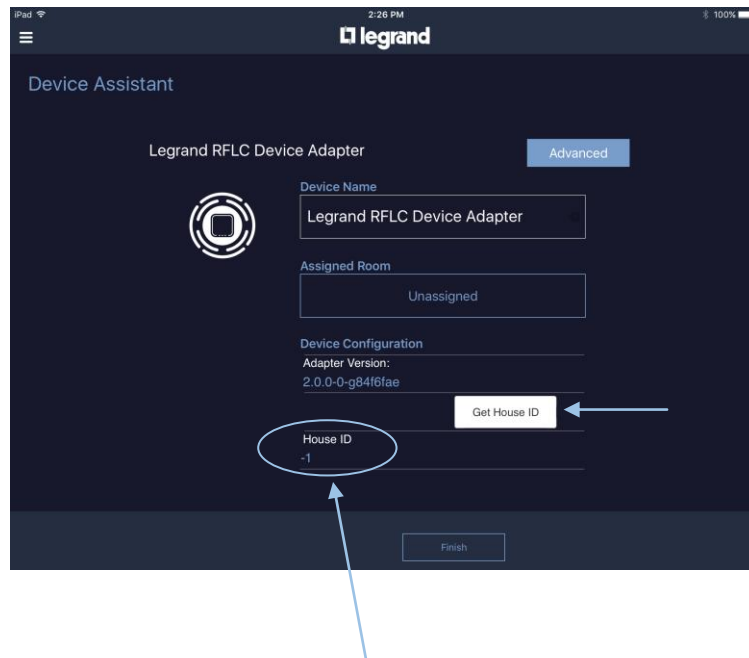 iPad 2:26 PM 100%
legrand
Device Assistant
Legrand RFLC Device Adapter Advanced
Device Name
Legrand RFLC Device Adapter
Assigned Room
Unassigned
Device Configuration
Adapter Version:
2.0.0-0-g84f6fae
Get House ID
House ID
-1
Finish